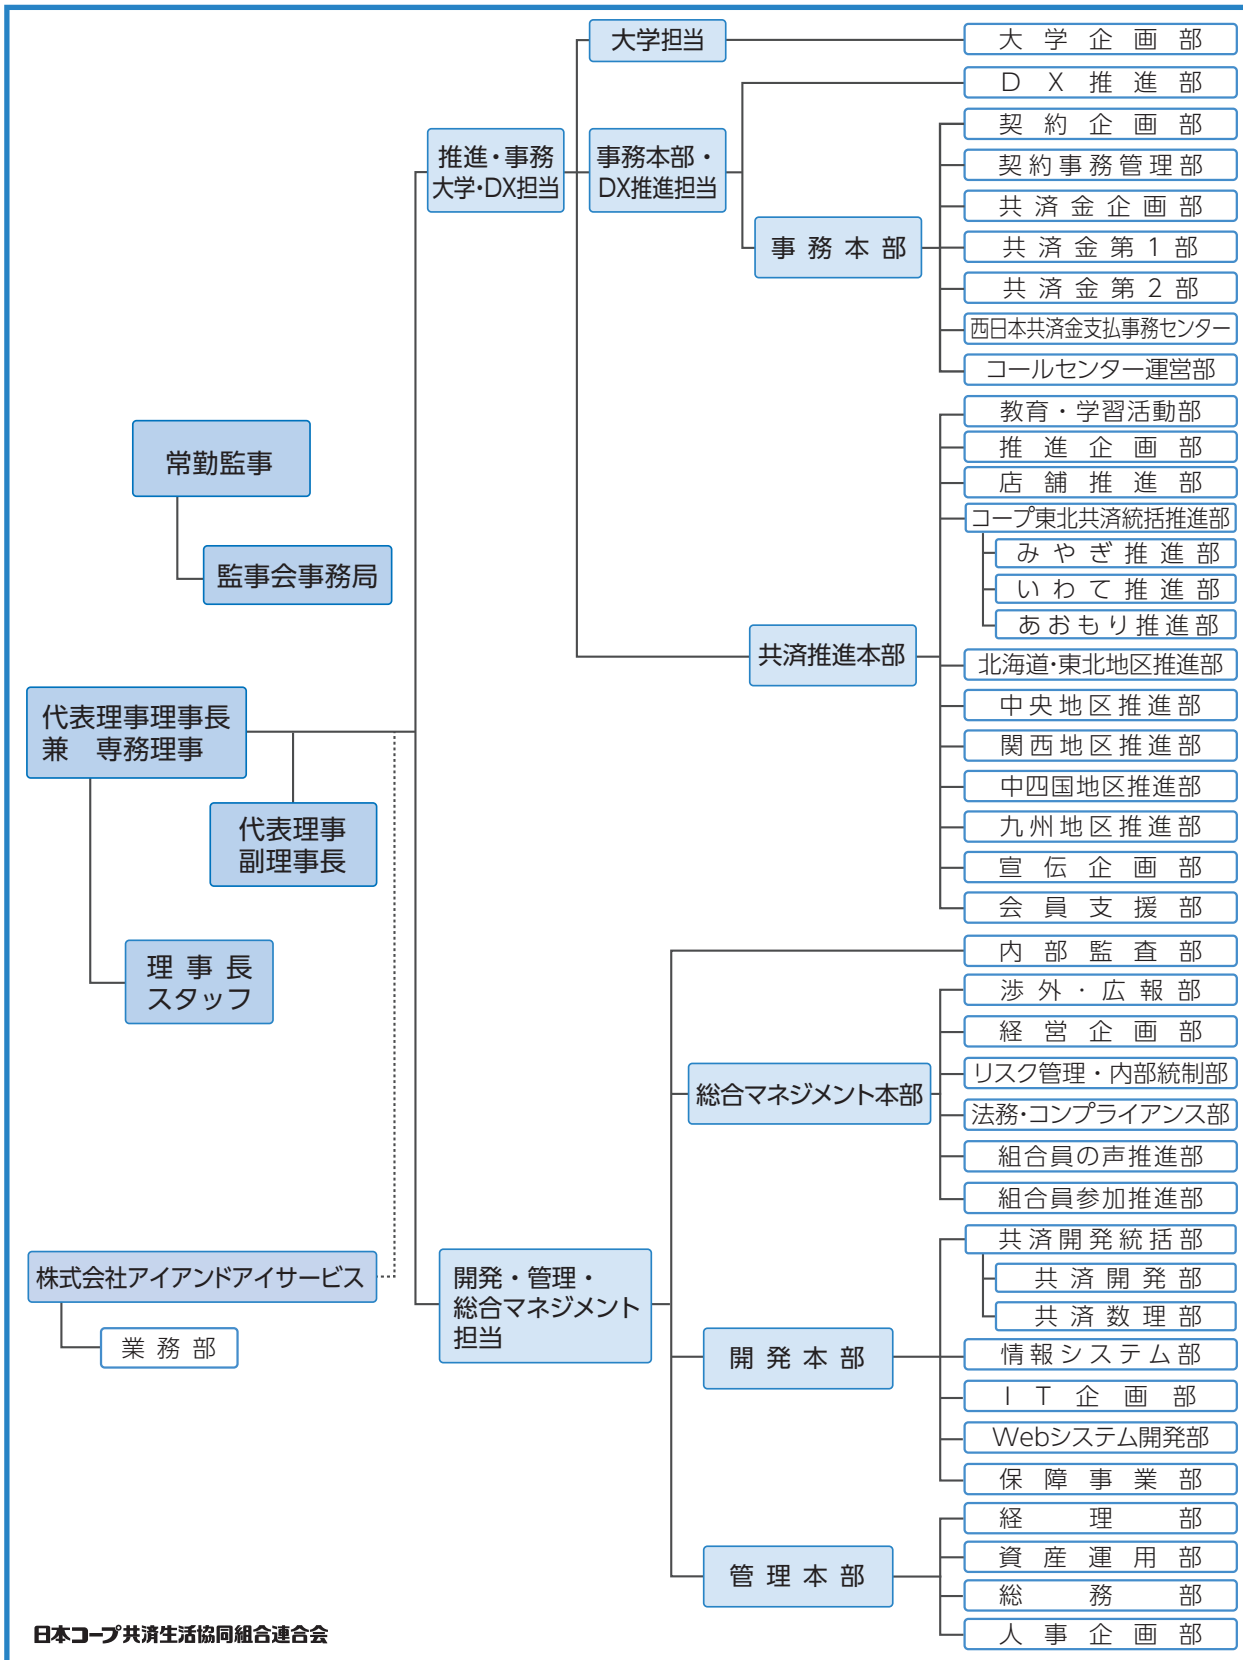 大学担当
大学企画部
DX推進部
推進・事務
大学・DX担当
事務本部・
DX推進担当
事務本部
契約企画部
契約事務管理部
共済金企画部
共済金第1部
共済金第2部
西日本共済金支払事務センター
コールセンター運営部
常勤監事
監事会事務局
共済推進本部
教育・学習活動部
推進企画部
店舗推進部
コープ東北共済統括推進部
みやぎ推進部
いわて推進部
あおもり推進部
北海道・東北地区推進部
中央地区推進部
関西地区推進部
中四国地区推進部
九州地区推進部
宣伝企画部
会員支援部
代表理事理事長
兼 専務理事
代表理事
副理事長
理事長
スタッフ
内部監査部
総合マネジメント本部
渉外・広報部
経営企画部
リスク管理・内部統制部
法務・コンプライアンス部
組合員の声推進部
組合員参加推進部
株式会社アイアンドアイサービス
業務部
開発・管理・
総合マネジメント
担当
開発本部
共済開発統括部
共済開発部
共済数理部
情報システム部
IT企画部
Webシステム開発部
保障事業部
管理本部
経理部
資産運用部
総務部
人事企画部
日本コープ共済生活協同組合連合会